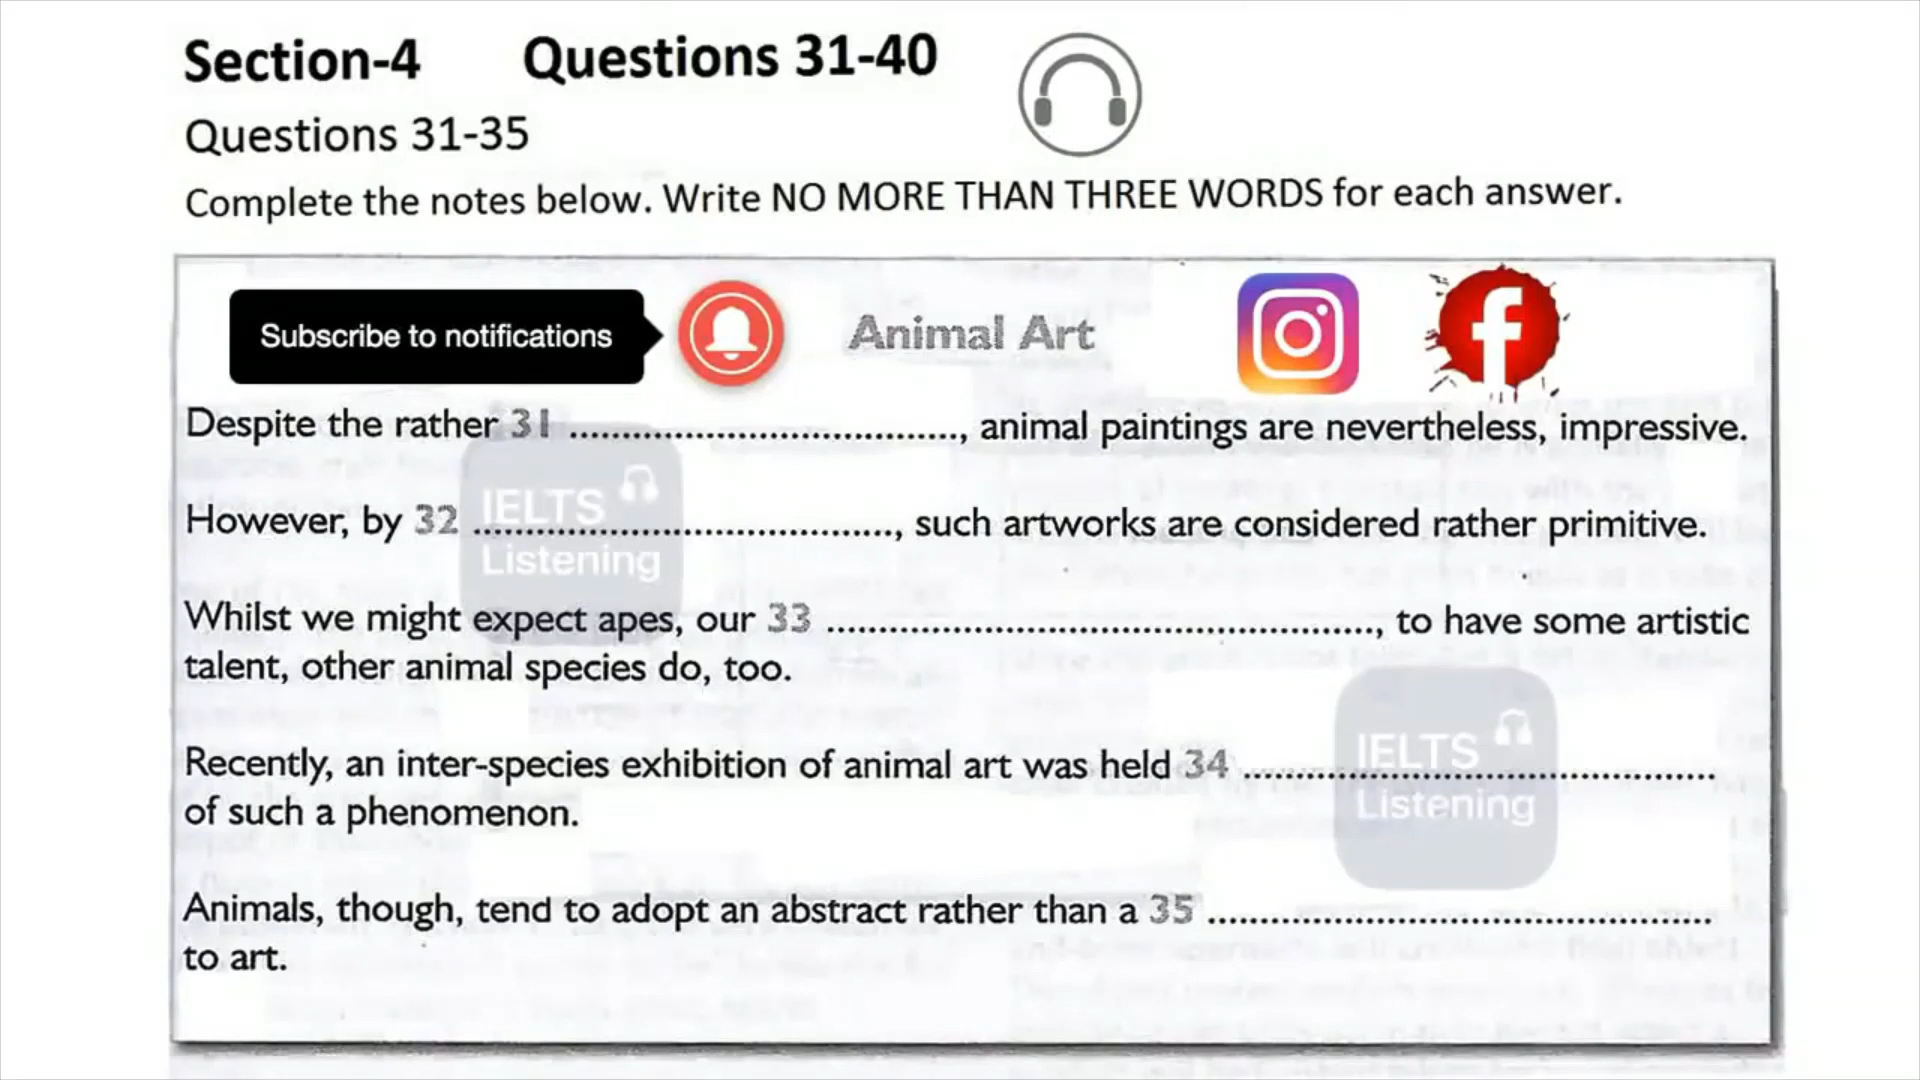 Section-4 Questions 31-40
Questions 31-35
Complete the notes below. Write NO MORE THAN THREE WORDS for each answer.
Subscribe to notifications
Animal Art
Despite the rather 31 ..................................., animal paintings are nevertheless, impressive.
However, by 32 ......................................, such artworks are considered rather primitive.
IELTS
Listening
Whilst we might expect apes, our 33 .................................................., to have some artistic
talent, other animal species do, too.
Recently, an inter-species exhibition of animal art was held 34 ...........................................
of such a phenomenon.
IELTS
Listening
Animals, though, tend to adopt an abstract rather than a 35 ..............................................
to art.